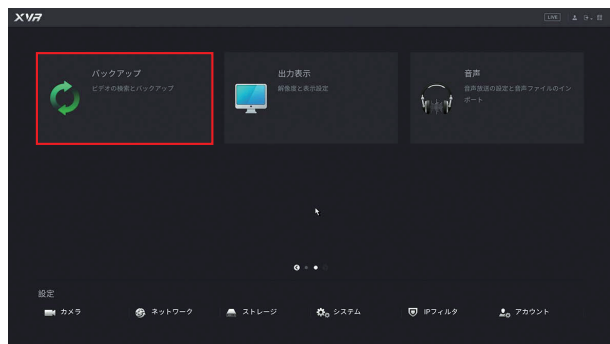 XVR
LIVE
バックアップ
ビデオの検索とバックアップ
出力表示
解像度と表示設定
音声
音声放送の設定と音声ファイルのイン
ポート
設定
カメラ
ネットワーク
ストレージ
システム
IPフィルタ
アカウント